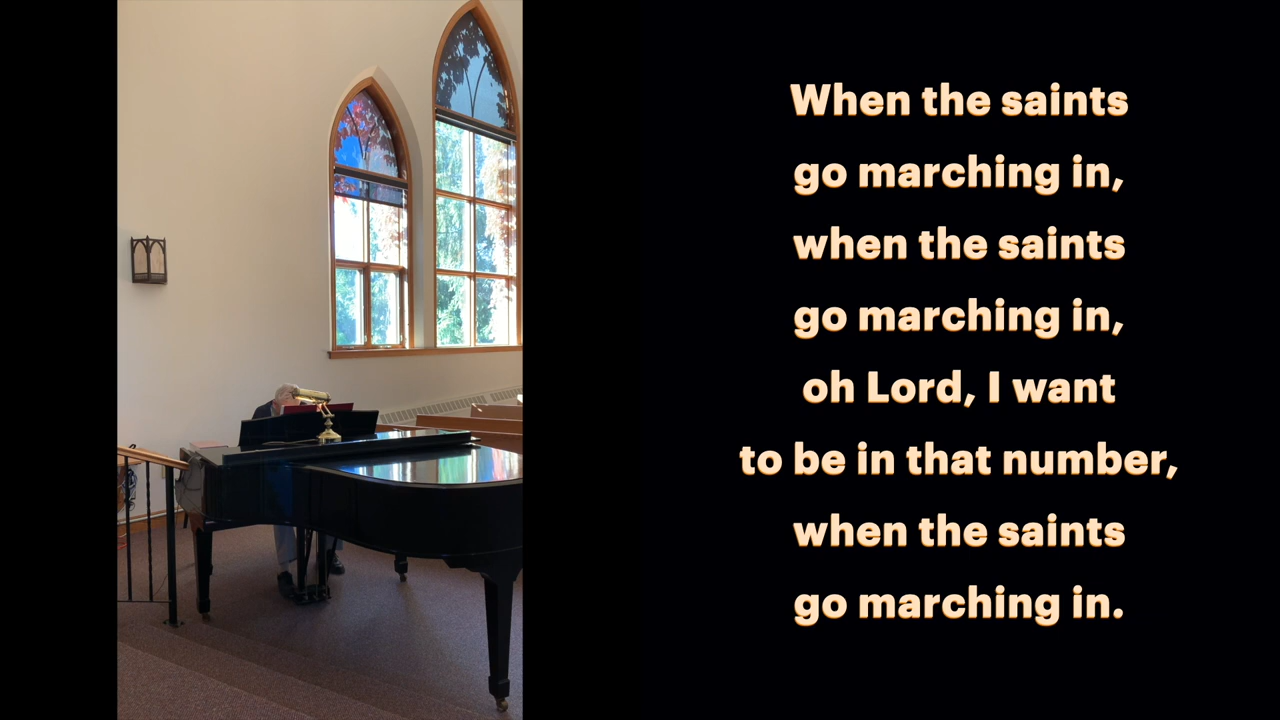 When the saints
go marching in,
when the saints
go marching in,
oh Lord, I want
to be in that number,
when the saints
go marching in.